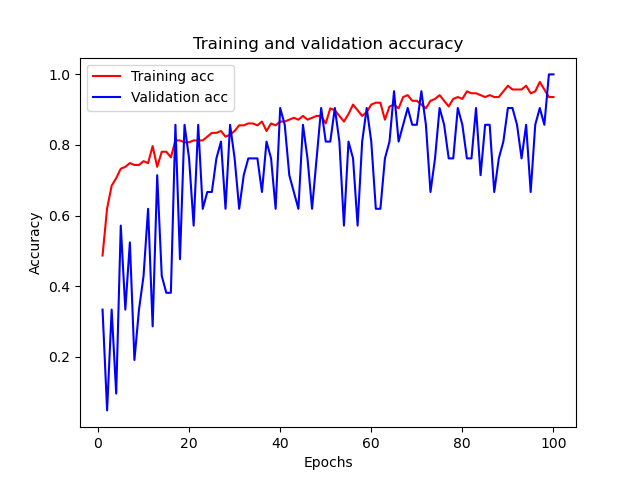 Training and validation accuracy
Training acc
Validation acc
1.0
0.8
0.6
0.4
0.2
Accuracy
0 20 40 60 80 100
Epochs